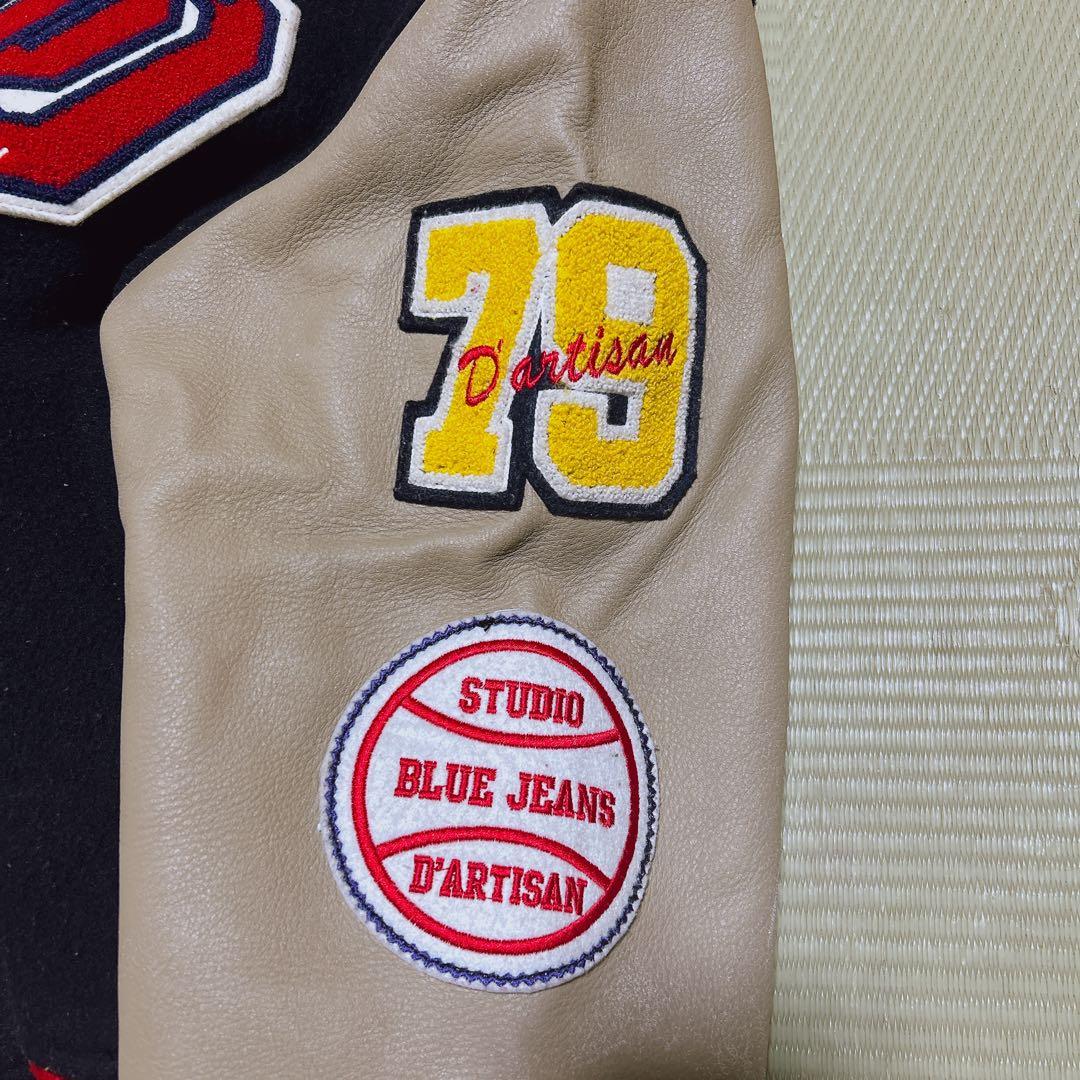 79
D'artisan
STUDIO
BLUE JEANS
D'ARTISAN